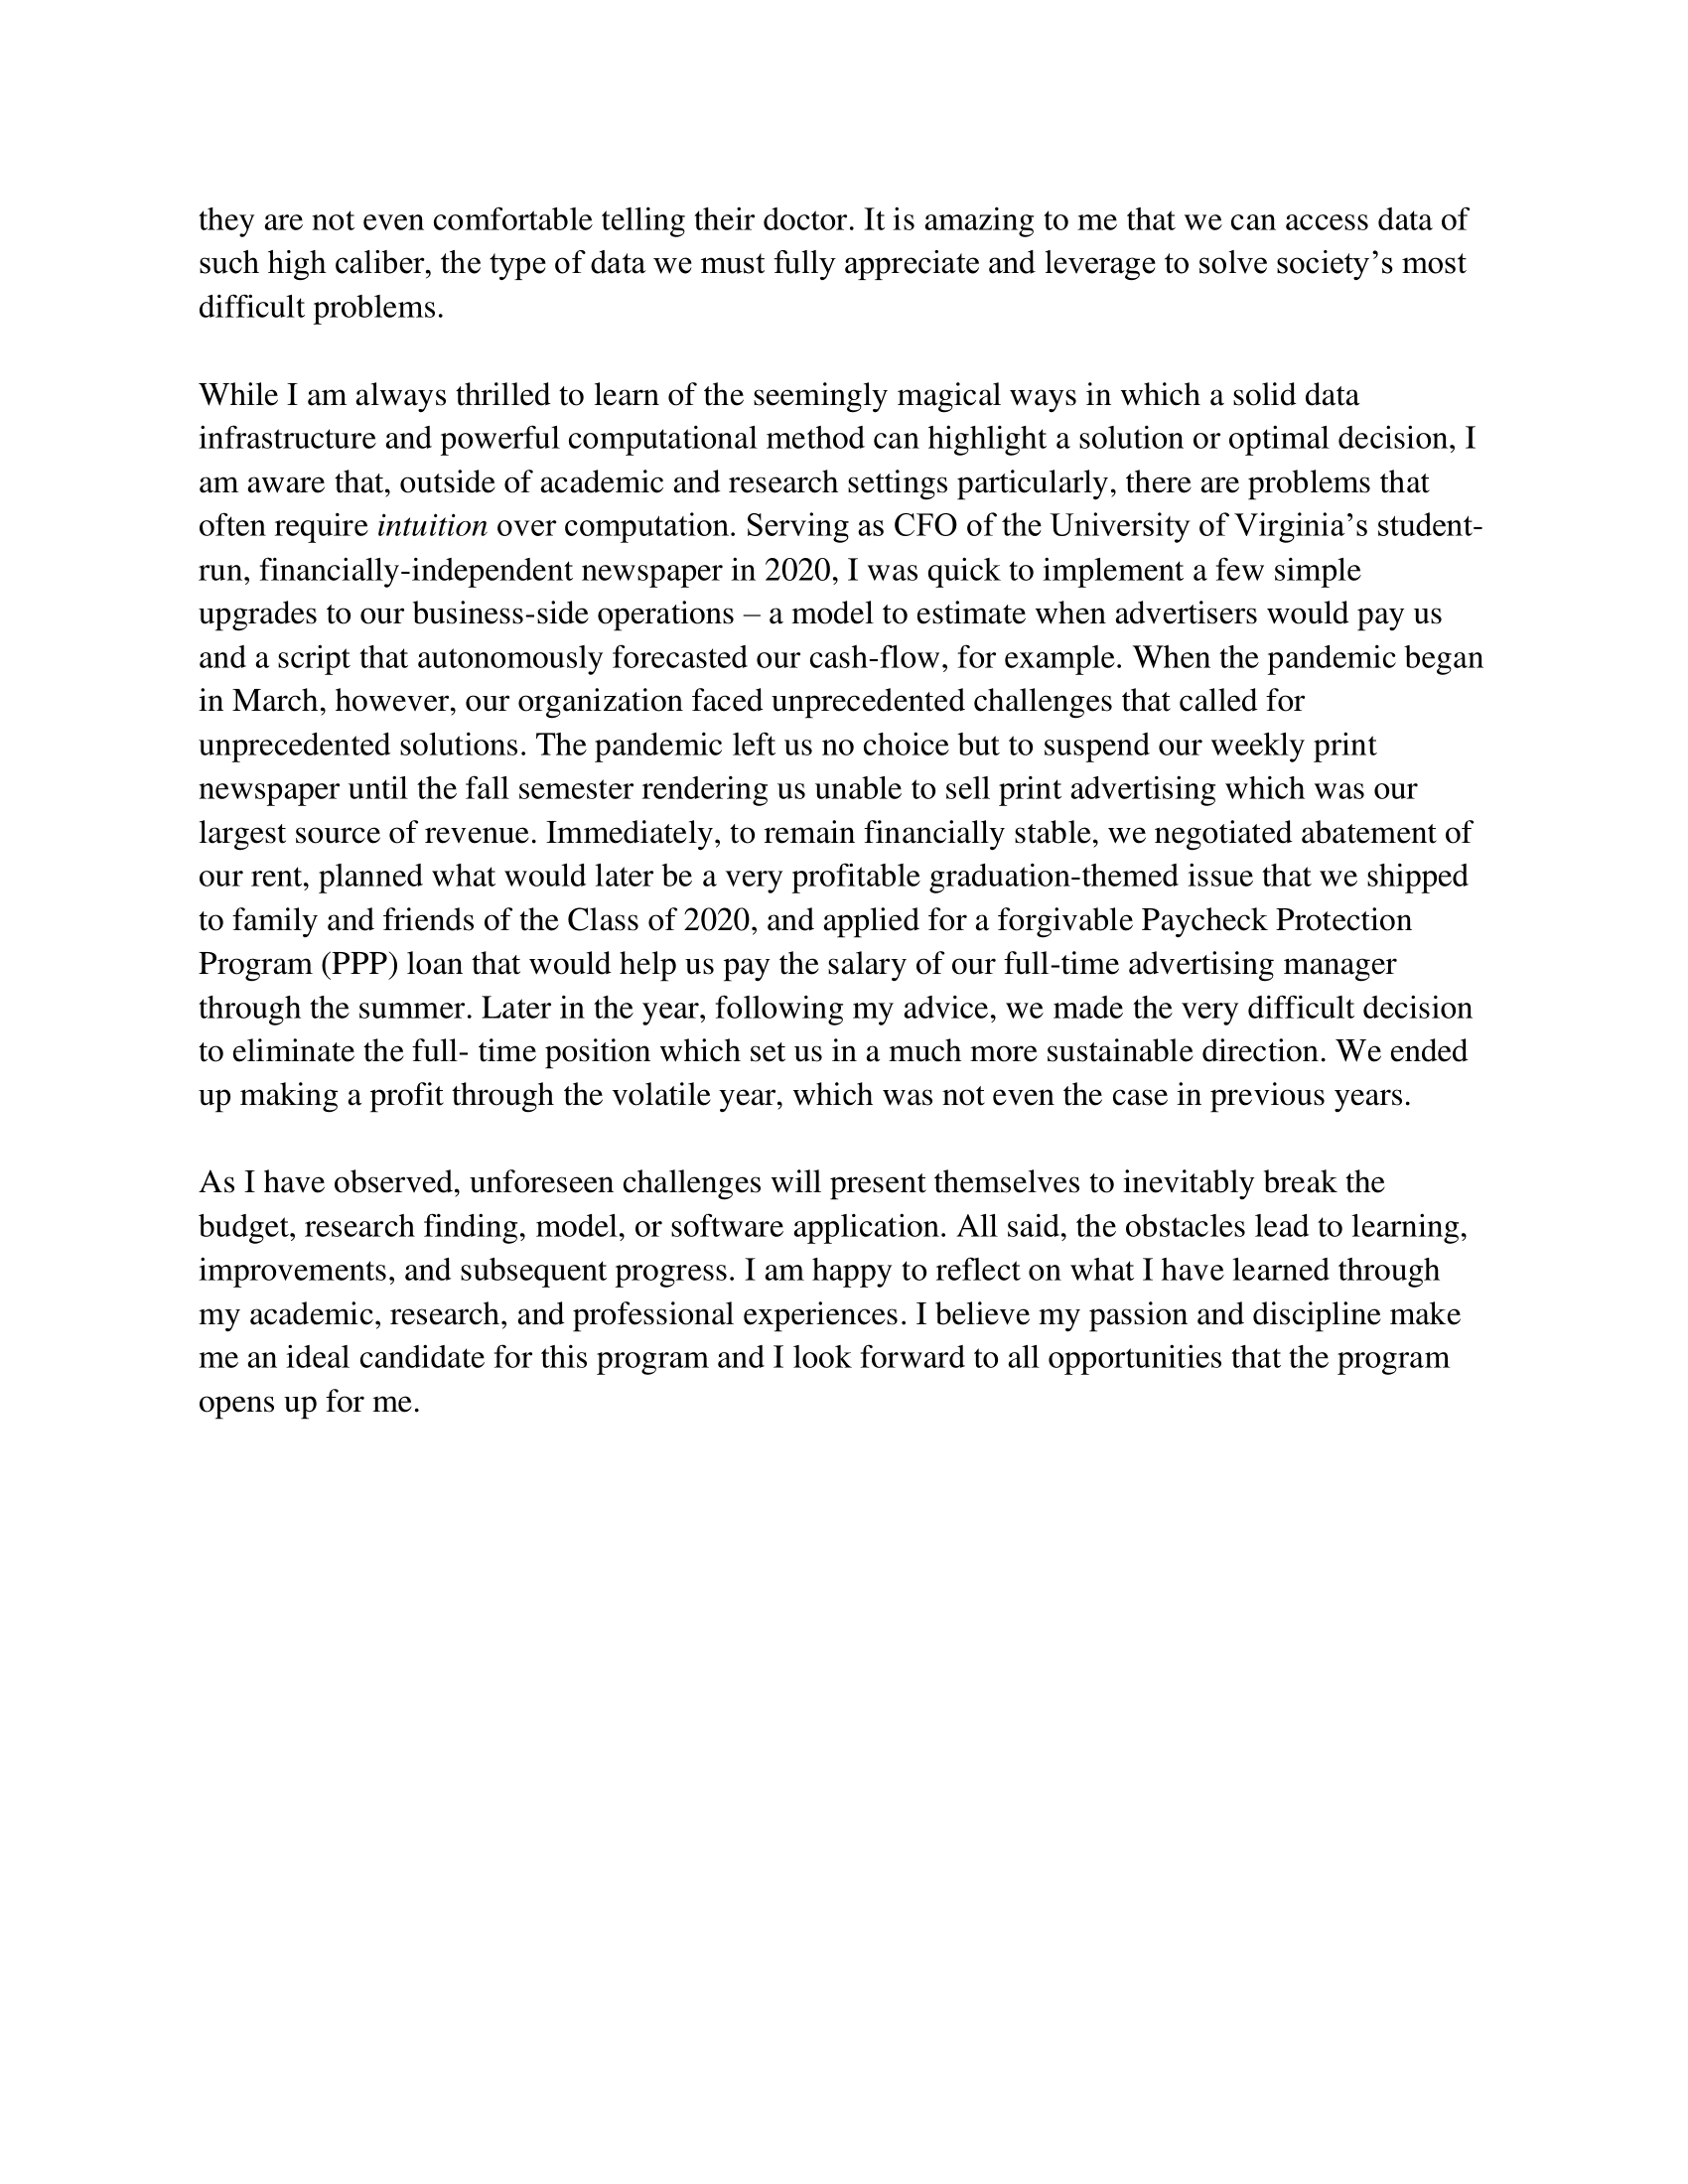 they are not even comfortable telling their doctor. It is amazing to me that we can access data of
such high caliber, the type of data we must fully appreciate and leverage to solve society’s most
difficult problems.
While I am always thrilled to learn of the seemingly magical ways in which a solid data
infrastructure and powerful computational method can highlight a solution or optimal decision, I
am aware that, outside of academic and research settings particularly, there are problems that
often require intuition over computation. Serving as CFO of the University of Virginia’s student-
run, financially-independent newspaper in 2020, I was quick to implement a few simple
upgrades to our business-side operations – a model to estimate when advertisers would pay us
and a script that autonomously forecasted our cash-flow, for example. When the pandemic began
in March, however, our organization faced unprecedented challenges that called for
unprecedented solutions. The pandemic left us no choice but to suspend our weekly print
newspaper until the fall semester rendering us unable to sell print advertising which was our
largest source of revenue. Immediately, to remain financially stable, we negotiated abatement of
our rent, planned what would later be a very profitable graduation-themed issue that we shipped
to family and friends of the Class of 2020, and applied for a forgivable Paycheck Protection
Program (PPP) loan that would help us pay the salary of our full-time advertising manager
through the summer. Later in the year, following my advice, we made the very difficult decision
to eliminate the full- time position which set us in a much more sustainable direction. We ended
up making a profit through the volatile year, which was not even the case in previous years.
As I have observed, unforeseen challenges will present themselves to inevitably break the
budget, research finding, model, or software application. All said, the obstacles lead to learning,
improvements, and subsequent progress. I am happy to reflect on what I have learned through
my academic, research, and professional experiences. I believe my passion and discipline make
me an ideal candidate for this program and I look forward to all opportunities that the program
opens up for me.